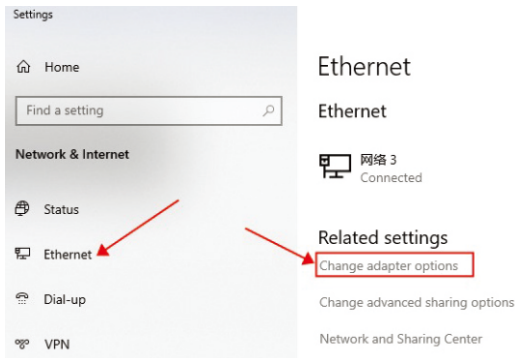 Settings
Home
Find a setting
Network & Internet
Status
Ethernet
Dial-up
VPN
Ethernet
Ethernet
网络 3
Connected
Related settings
Change adapter options
Change advanced sharing options
Network and Sharing Center